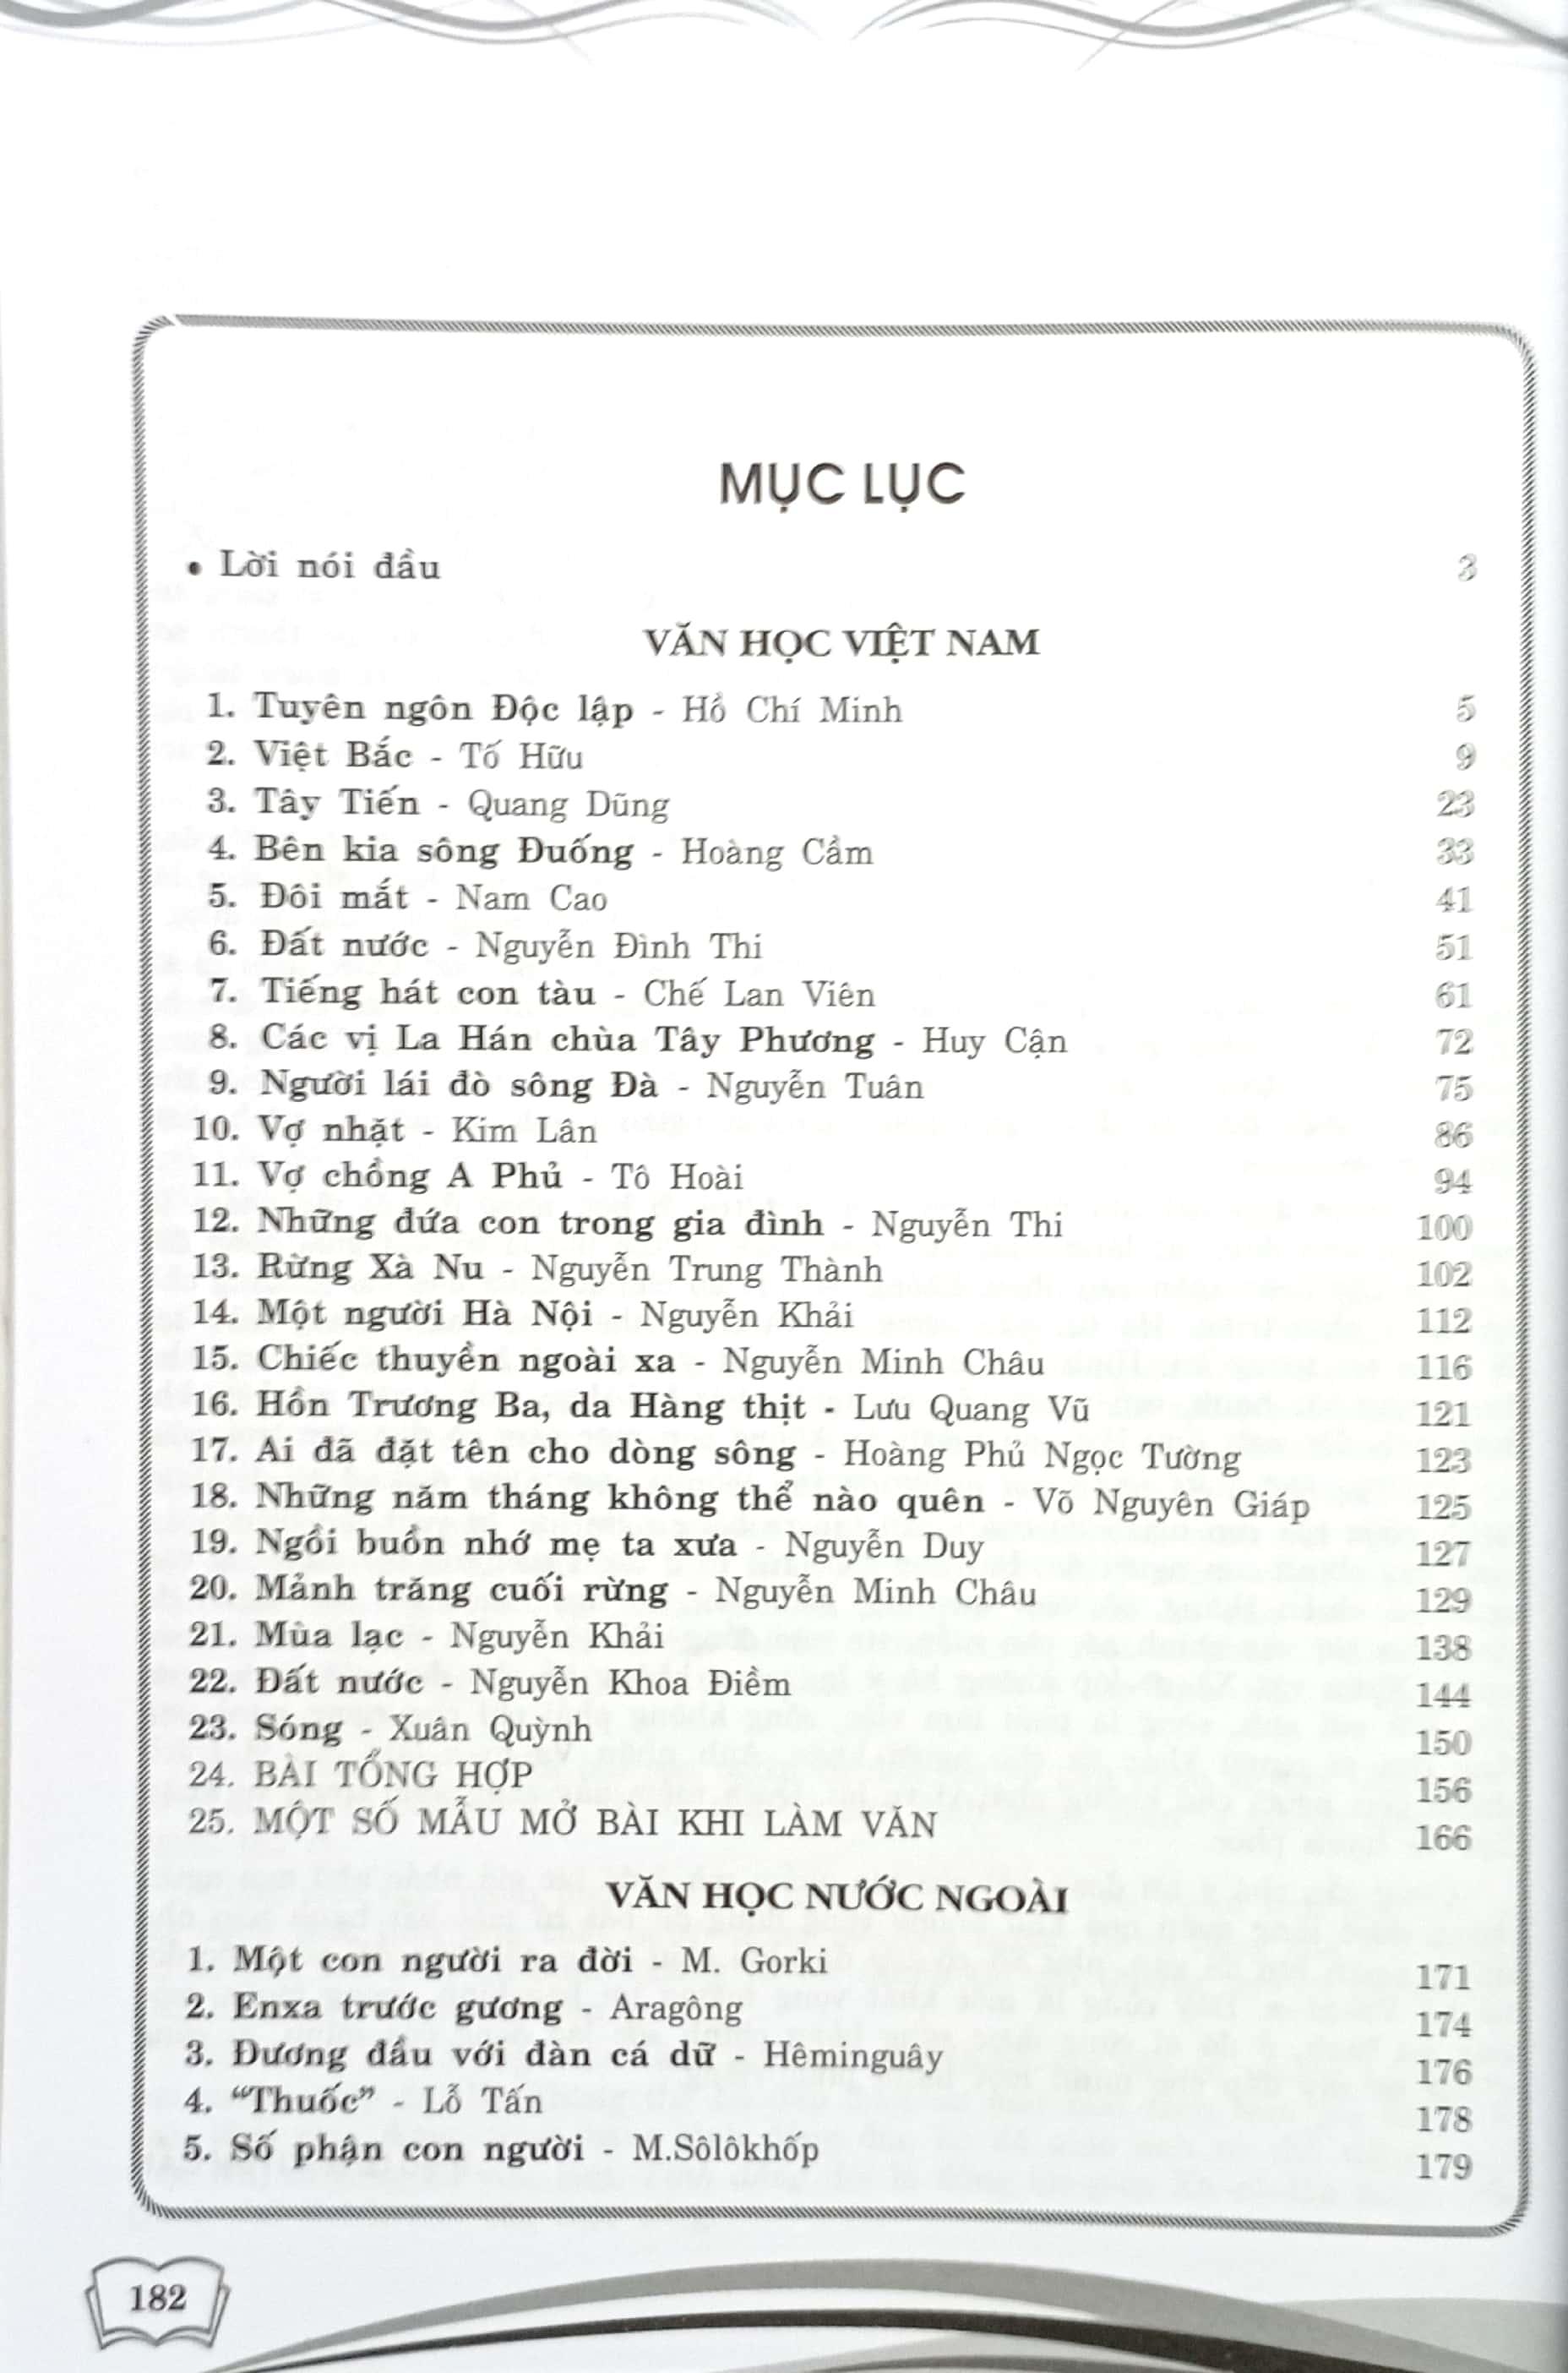 MỤC LỤC
• Lời nói đầu 3
VĂN HỌC VIỆT NAM
1. Tuyên ngôn Độc lập - Hồ Chí Minh 5
2. Việt Bắc - Tố Hữu 9
3. Tây Tiến - Quang Dũng 23
4. Bên kia sông Đuống - Hoàng Cầm 33
5. Đôi mắt - Nam Cao 41
6. Đất nước - Nguyễn Đình Thi 51
7. Tiếng hát con tàu - Chế Lan Viên 61
8. Các vị La Hán chùa Tây Phương - Huy Cận 72
9. Người lái đò sông Đà - Nguyễn Tuân 75
10. Vợ nhặt - Kim Lân 86
11. Vợ chồng A Phủ - Tô Hoài 94
12. Những đứa con trong gia đình - Nguyễn Thi 100
13. Rừng Xà Nu - Nguyễn Trung Thành 102
14. Một người Hà Nội - Nguyễn Khải 112
15. Chiếc thuyền ngoài xa - Nguyễn Minh Châu 116
16. Hồn Trương Ba, da Hàng thịt - Lưu Quang Vũ 121
17. Ai đã đặt tên cho dòng sông - Hoàng Phủ Ngọc Tường 123
18. Những năm tháng không thể nào quên - Võ Nguyên Giáp 125
19. Ngồi buồn nhớ mẹ ta xưa - Nguyễn Duy 127
20. Mảnh trăng cuối rừng - Nguyễn Minh Châu 129
21. Mùa lạc - Nguyễn Khải 138
22. Đất nước - Nguyễn Khoa Điềm 144
23. Sóng - Xuân Quỳnh 150
24. BÀI TỔNG HỢP 156
25. MỘT SỐ MẪU MỞ BÀI KHI LÀM VĂN 166
VĂN HỌC NƯỚC NGOÀI
1. Một con người ra đời - M. Gorki 171
2. Enxa trước gương - Aragông 174
3. Đương đầu với đàn cá dữ - Hêminguây 176
4. “Thuốc” - Lỗ Tấn 178
5. Số phận con người - M.Sôlôkhốp 179
182